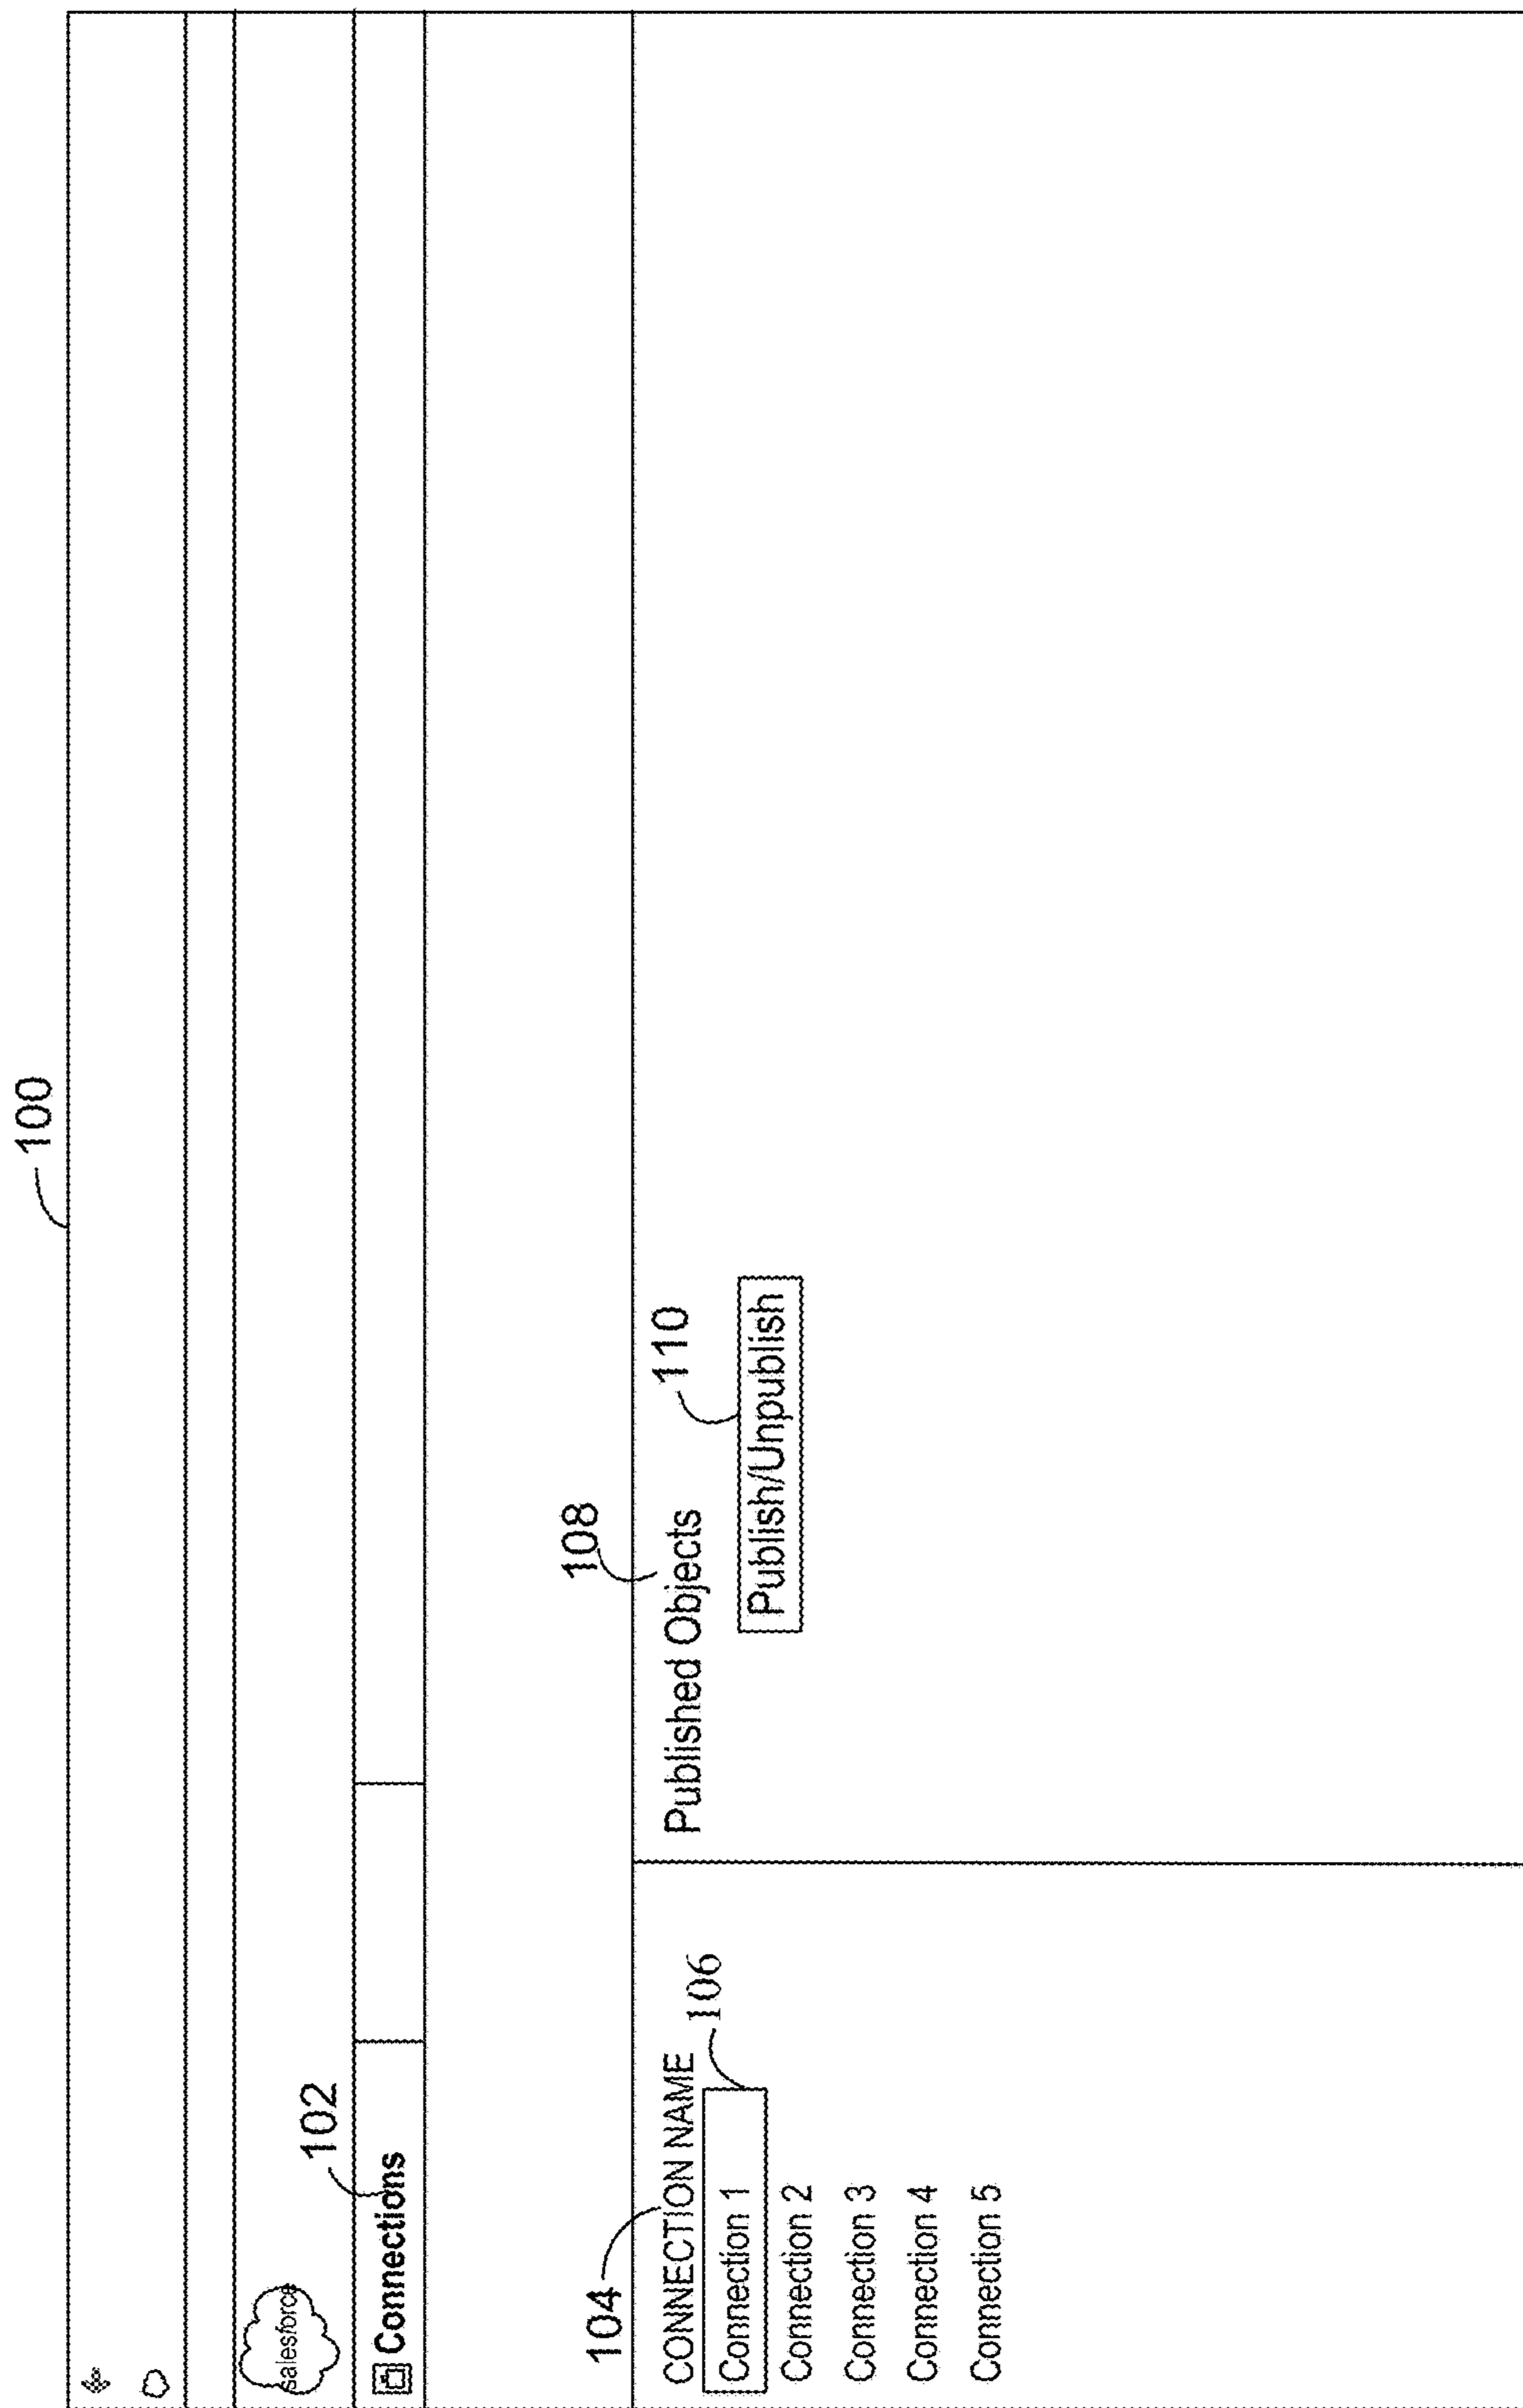 100
salesforce
102
Connections
104
108
CONNECTION NAME
106
Published Objects
110
Connection 1
Publish/Unpublish
Connection 2
Connection 3
Connection 4
Connection 5